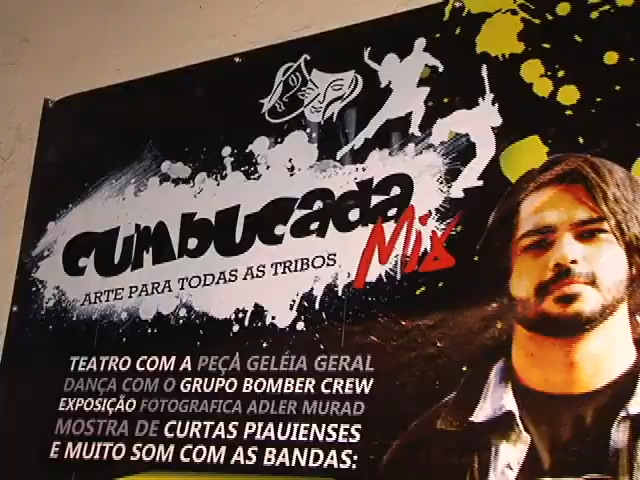 CUMBUCADA
MIX
ARTE PARA TODAS AS TRIBOS
TEATRO COM A PEÇA GELÉIA GERAL
DANÇA COM O GRUPO BOMBER CREW
EXPOSIÇÃO FOTOGRAFICA ADLER MURAD
MOSTRA DE CURTAS PIAUIENSES
E MUITO SOM COM AS BANDAS: